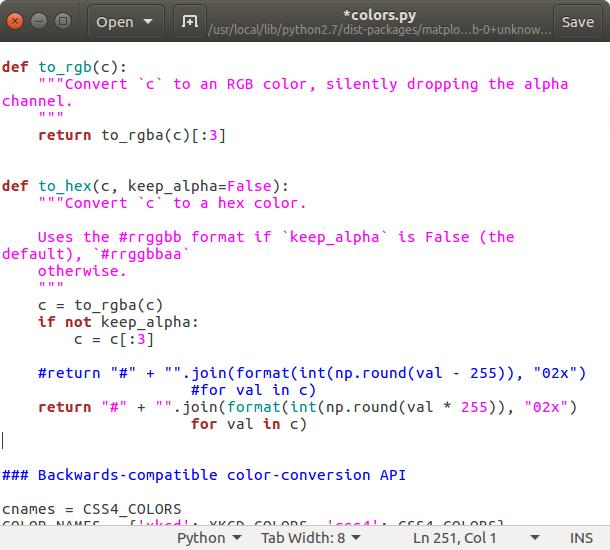 Open
*colors.py
/usr/local/lib/python2.7/dist-packages/matplo…b-0+unknow…
Save
def to_rgb(c):
"""Convert `c` to an RGB color, silently dropping the alpha
channel.
"""
return to_rgba(c)[:3]
def to_hex(c, keep_alpha=False):
"""Convert `c` to a hex color.
Uses the #rrggbb format if `keep_alpha` is False (the
default), `#rrggbbaa`
otherwise.
"""
c = to_rgba(c)
if not keep_alpha:
c = c[:3]
#return "#" + "".join(format(int(np.round(val - 255)), "02x")
#for val in c)
return "#" + "".join(format(int(np.round(val * 255)), "02x")
for val in c)
### Backwards-compatible color-conversion API
cnames = CSS4_COLORS
Python
Tab Width: 8
Ln 251, Col 1
INS